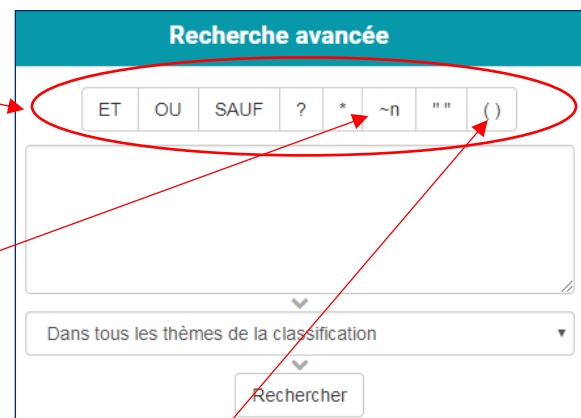 Recherche avancée
ET OU SAUF ? * ~n " " ( )
Dans tous les thèmes de la classification
Rechercher